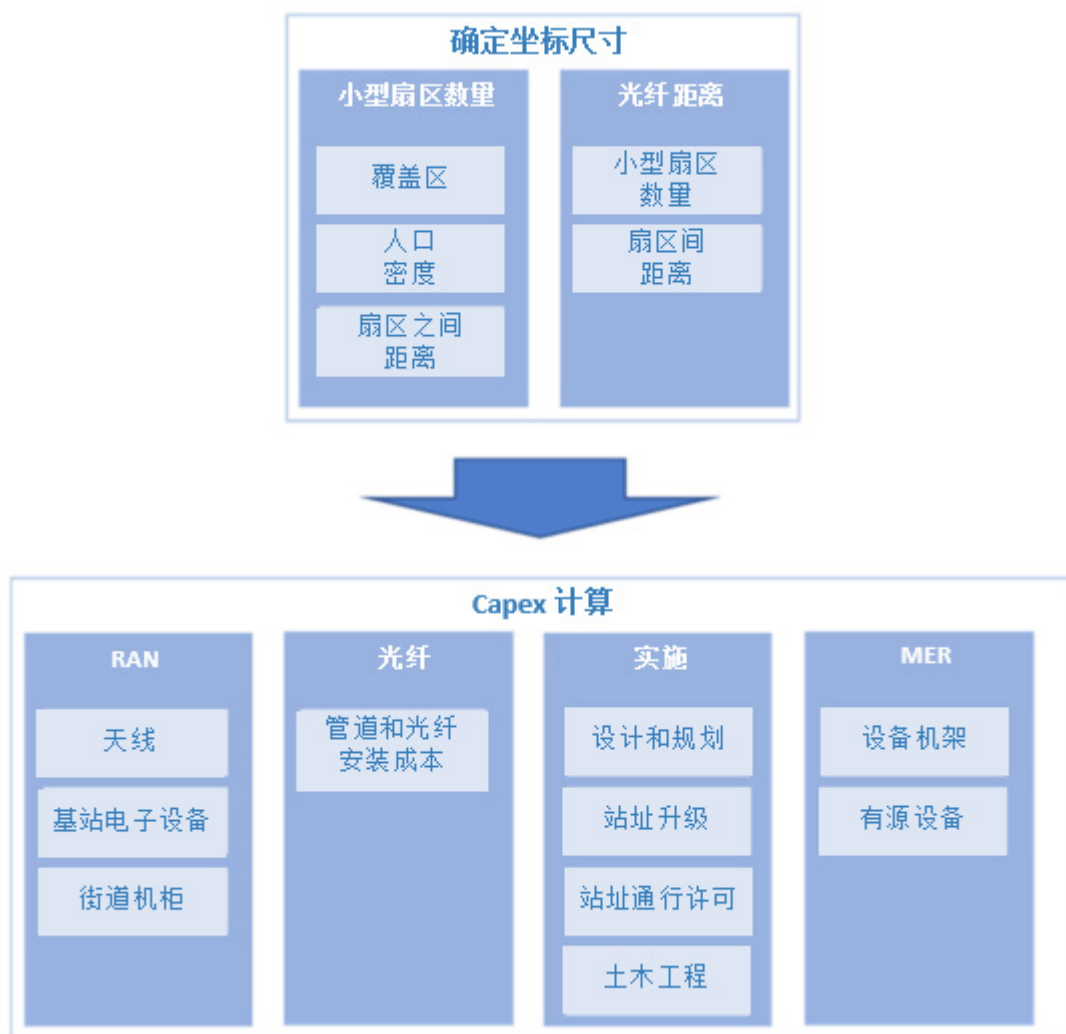 确定坐标尺寸
小型扇区数量
光纤距离
覆盖区
人口
密度
扇区之间
距离
小型扇区
数量
扇区间
距离
Capex 计算
RAN
天线
基站电子设备
街道机柜
光纤
管道和光纤
安装成本
实施
设计和规划
站址升级
站址通行许可
土木工程
MER
设备机架
有源设备